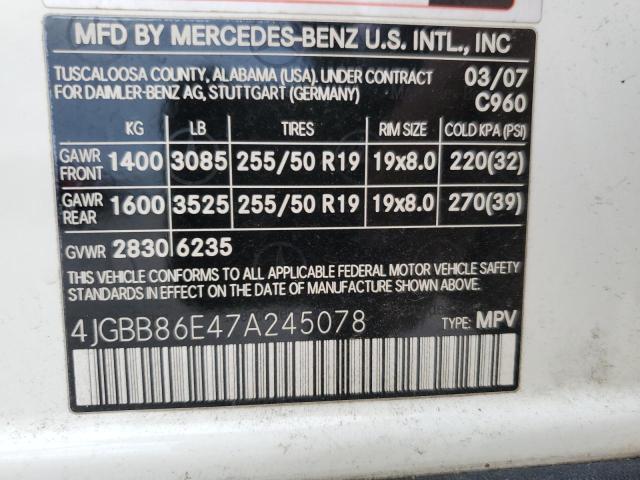 MFD BY MERCEDES-BENZ U.S. INTL., INC
TUSCALOOSA COUNTY, ALABAMA (USA). UNDER CONTRACT 03/07
FOR DAIMLER-BENZ AG, STUTTGART (GERMANY) C960
KG LB TIRES RIM SIZE COLD KPA (PSI)
GAWR FRONT 1400 3085 255/50 R19 19x8.0 220(32)
GAWR REAR 1600 3525 255/50 R19 19x8.0 270(39)
GVWR 2830 6235
THIS VEHICLE CONFORMS TO ALL APPLICABLE FEDERAL MOTOR VEHICLE SAFETY
STANDARDS IN EFFECT ON THE DATE OF MANUFACTURE SHOWN ABOVE.
4JGBB86E47A245078 TYPE: MPV